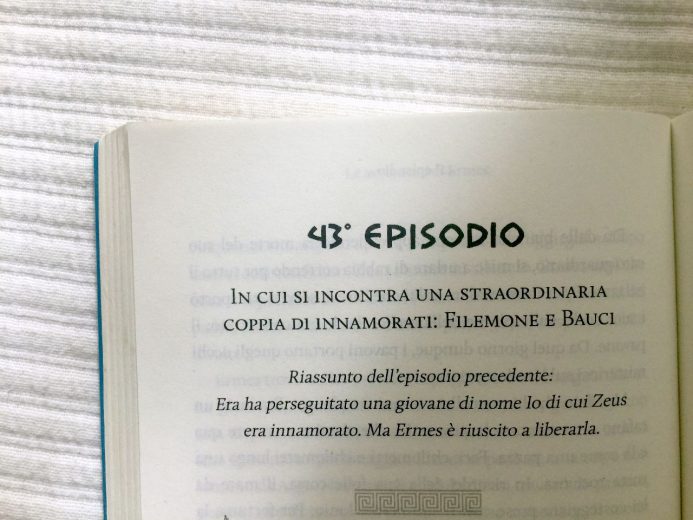 43° EPISODIO
IN CUI SI INCONTRA UNA STRAORDINARIA
COPPIA DI INNAMORATI: FILEMONE E BAUCI
Riassunto dell'episodio precedente:
Era ha perseguitato una giovane di nome Io di cui Zeus
era innamorato. Ma Ermes è riuscito a liberarla.